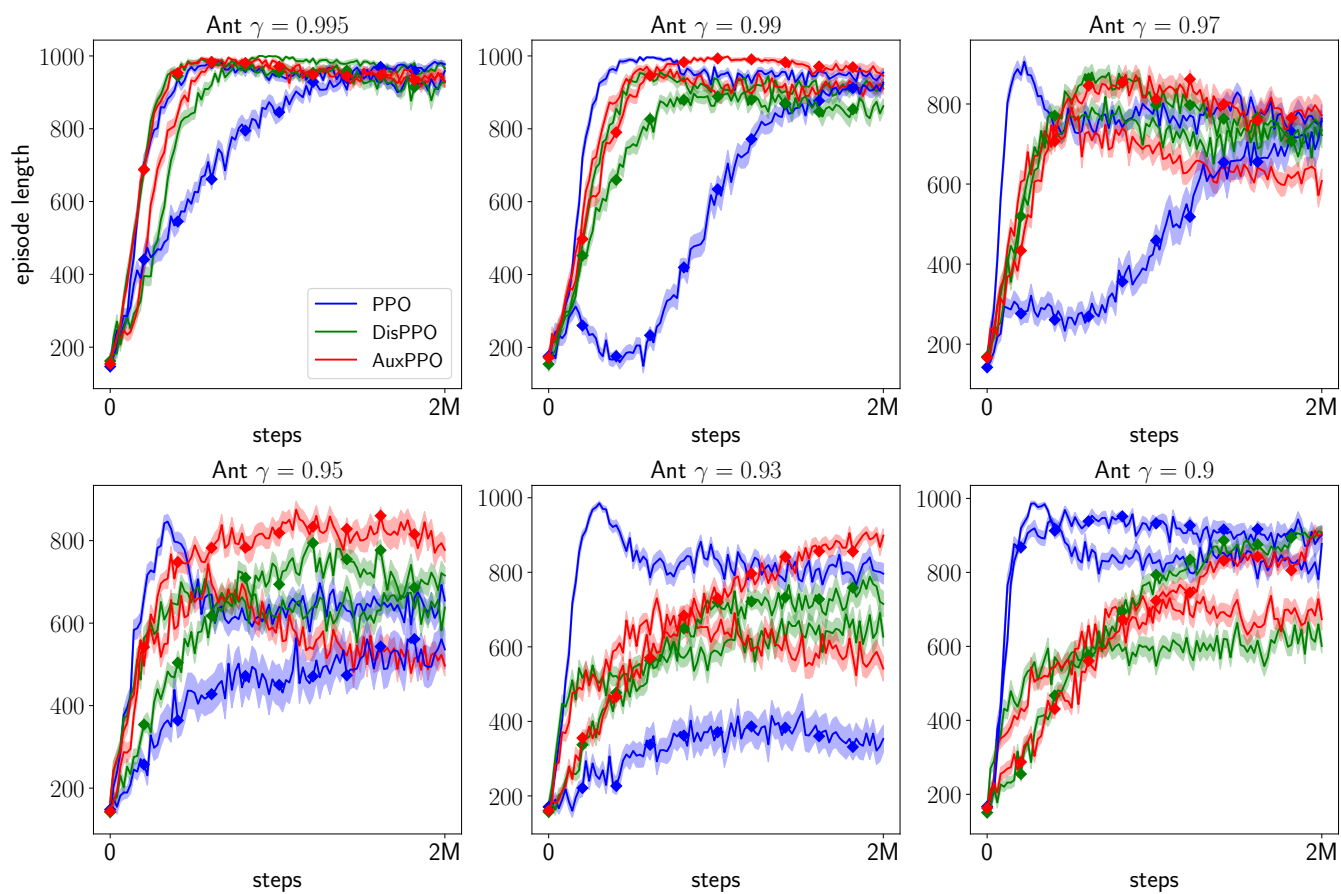 Ant γ = 0.995
Ant γ = 0.99
Ant γ = 0.97
episode length
1000
800
600
400
200
PPO
DisPPO
AuxPPO
0
2M
steps
1000
800
600
400
200
0
2M
steps
800
600
400
200
0
2M
steps
Ant γ = 0.95
Ant γ = 0.93
Ant γ = 0.9
800
600
400
200
0
2M
steps
1000
800
600
400
200
0
2M
steps
1000
800
600
400
200
0
2M
steps